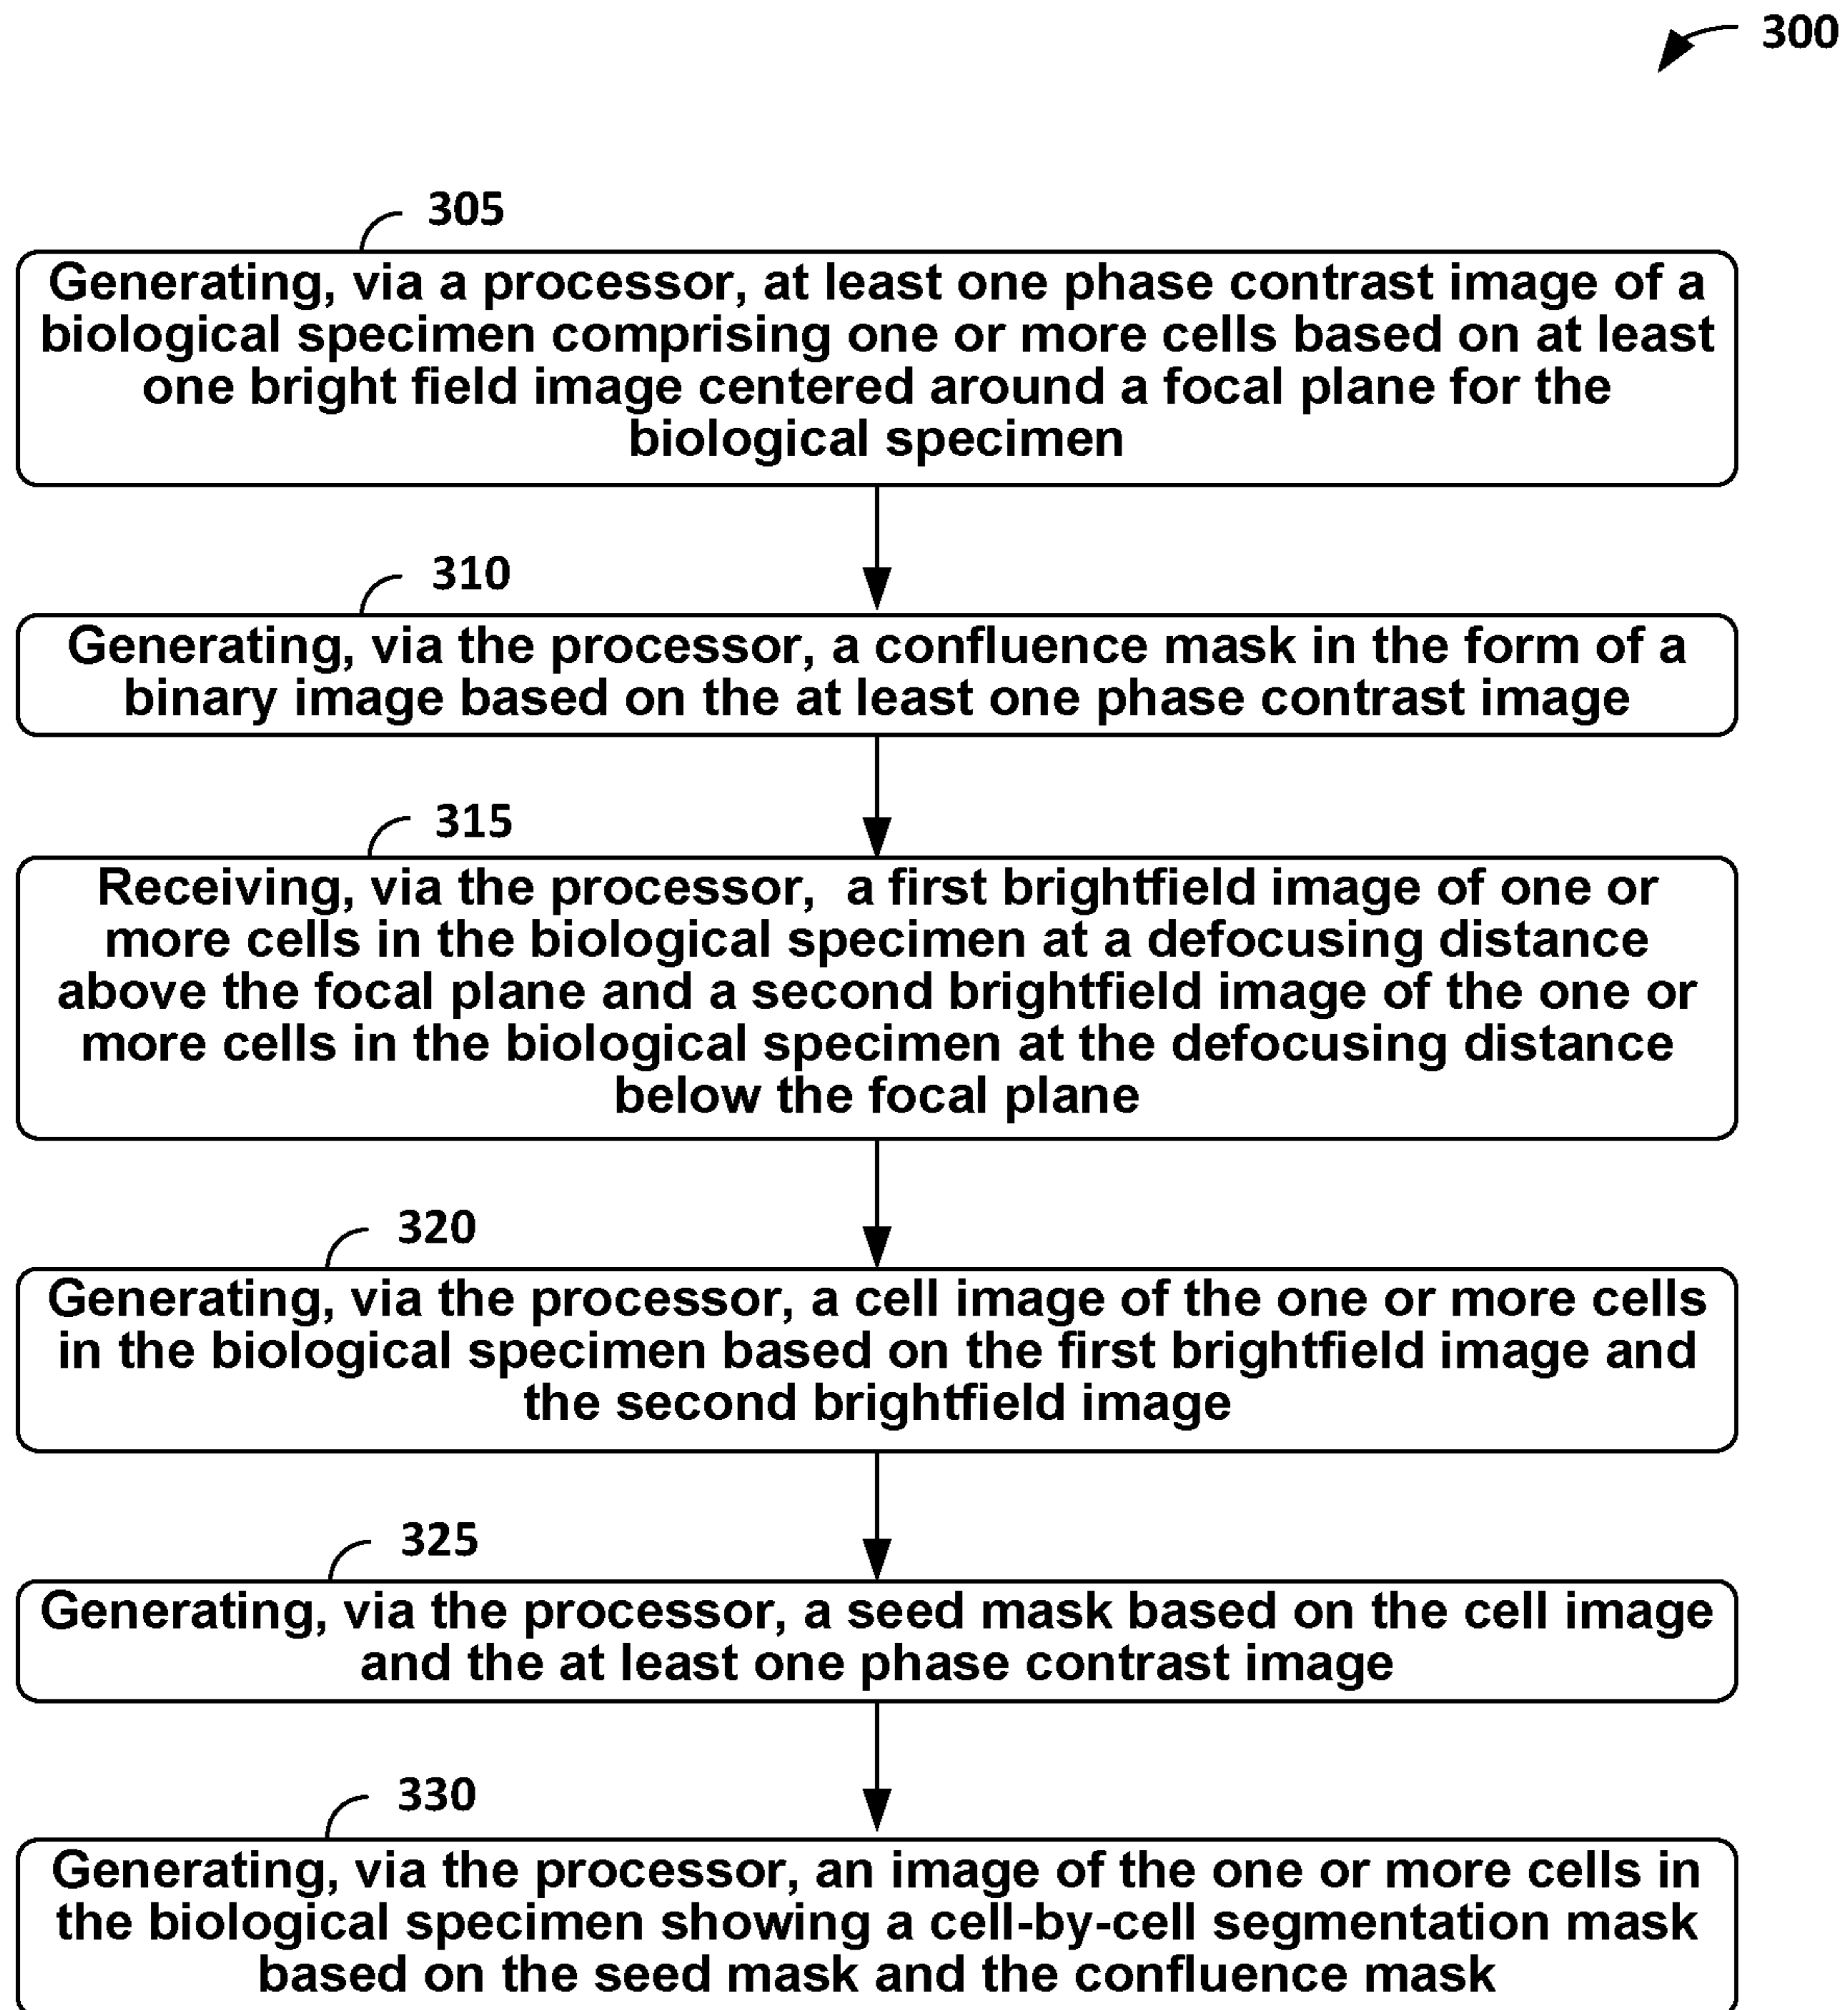 300
305
Generating, via a processor, at least one phase contrast image of a
biological specimen comprising one or more cells based on at least
one bright field image centered around a focal plane for the
biological specimen
310
Generating, via the processor, a confluence mask in the form of a
binary image based on the at least one phase contrast image
315
Receiving, via the processor,  a first brightfield image of one or
more cells in the biological specimen at a defocusing distance
above the focal plane and a second brightfield image of the one or
more cells in the biological specimen at the defocusing distance
below the focal plane
320
Generating, via the processor, a cell image of the one or more cells
in the biological specimen based on the first brightfield image and
the second brightfield image
325
Generating, via the processor, a seed mask based on the cell image
and the at least one phase contrast image
330
Generating, via the processor, an image of the one or more cells in
the biological specimen showing a cell-by-cell segmentation mask
based on the seed mask and the confluence mask